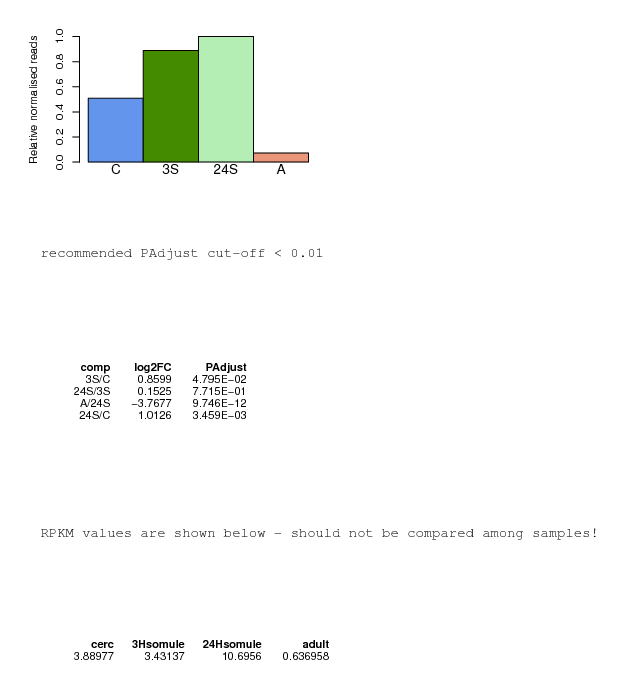 Relative normalised reads
1.0
0.8
0.6
0.4
0.2
0.0
C 3S 24S A
recommended PAdjust cut-off < 0.01
comp log2FC PAdjust
3S/C 0.8599 4.795E−02
24S/3S 0.1525 7.715E−01
A/24S −3.7677 9.746E−12
24S/C 1.0126 3.459E−03
RPKM values are shown below - should not be compared among samples!
cerc 3Hsomule 24Hsomule adult
3.88977 3.43137 10.6956 0.636958